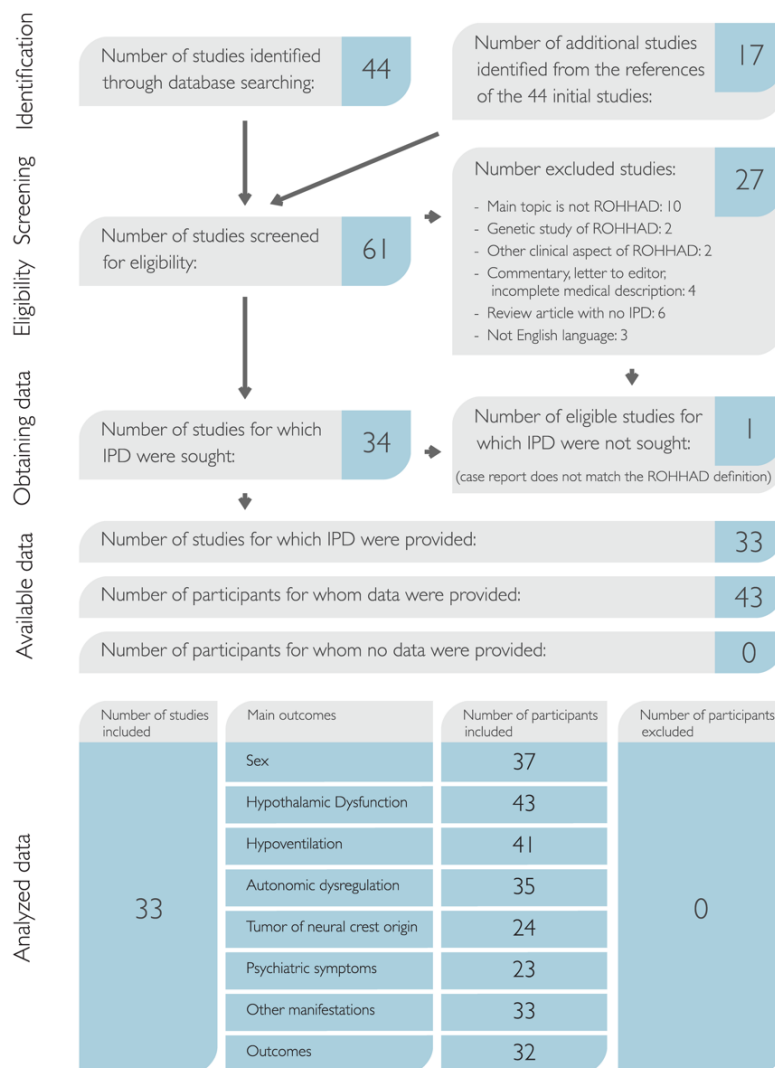 Identification
Number of studies identified
through database searching:
44
Number of additional studies
identified from the references
of the 44 initial studies:
17
Screening
Eligibility
Number of studies screened
for eligibility:
61
Number excluded studies:
27
- Main topic is not ROHHAD: 10
- Genetic study of ROHHAD: 2
- Other clinical aspect of ROHHAD: 2
- Commentary, letter to editor,
incomplete medical description: 4
- Review article with no IPD: 6
- Not English language: 3
Obtaining data
Number of studies for which
IPD were sought:
34
Number of eligible studies for
which IPD were not sought:
1
(case report does not match the ROHHAD definition)
Available data
Number of studies for which IPD were provided:
33
Number of participants for whom data were provided:
43
Number of participants for whom no data were provided:
0
Analyzed data
Number of studies
included
33
Main outcomes
Number of participants
included
Number of participants
excluded
0
Sex
37
Hypothalamic Dysfunction
43
Hypoventilation
41
Autonomic dysregulation
35
Tumor of neural crest origin
24
Psychiatric symptoms
23
Other manifestations
33
Outcomes
32